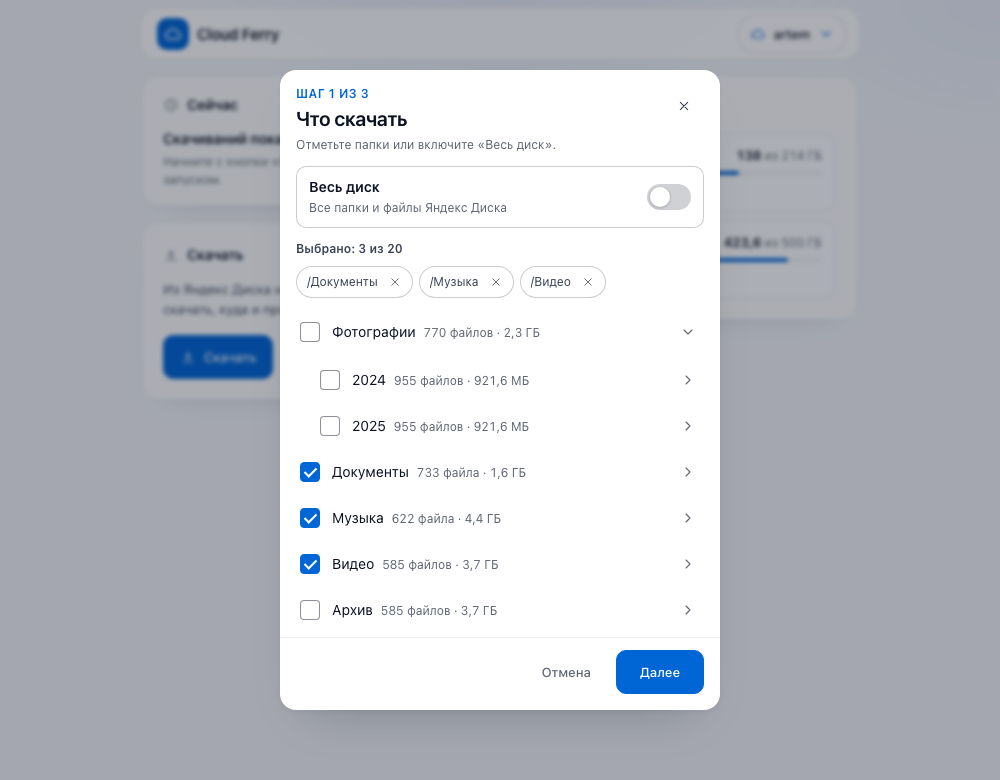 Cloud Ferry
artem
Сейчас
138 из 214 ГБ
423,6 из 500 ГБ
Скачать
Скачать
ШАГ 1 ИЗ 3
Что скачать
Отметьте папки или включите «Весь диск».
Весь диск
Все папки и файлы Яндекс Диска
Выбрано: 3 из 20
/Документы
/Музыка
/Видео
Фотографии 770 файлов · 2,3 ГБ
2024 955 файлов · 921,6 МБ
2025 955 файлов · 921,6 МБ
Документы 733 файла · 1,6 ГБ
Музыка 622 файла · 4,4 ГБ
Видео 585 файлов · 3,7 ГБ
Архив 585 файлов · 3,7 ГБ
Отмена
Далее